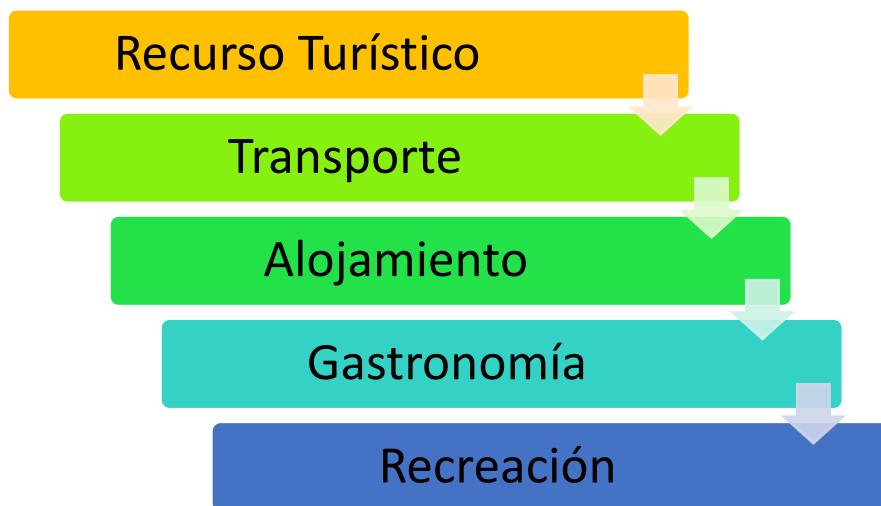 Recurso Turístico
Transporte
Alojamiento
Gastronomía
Recreación